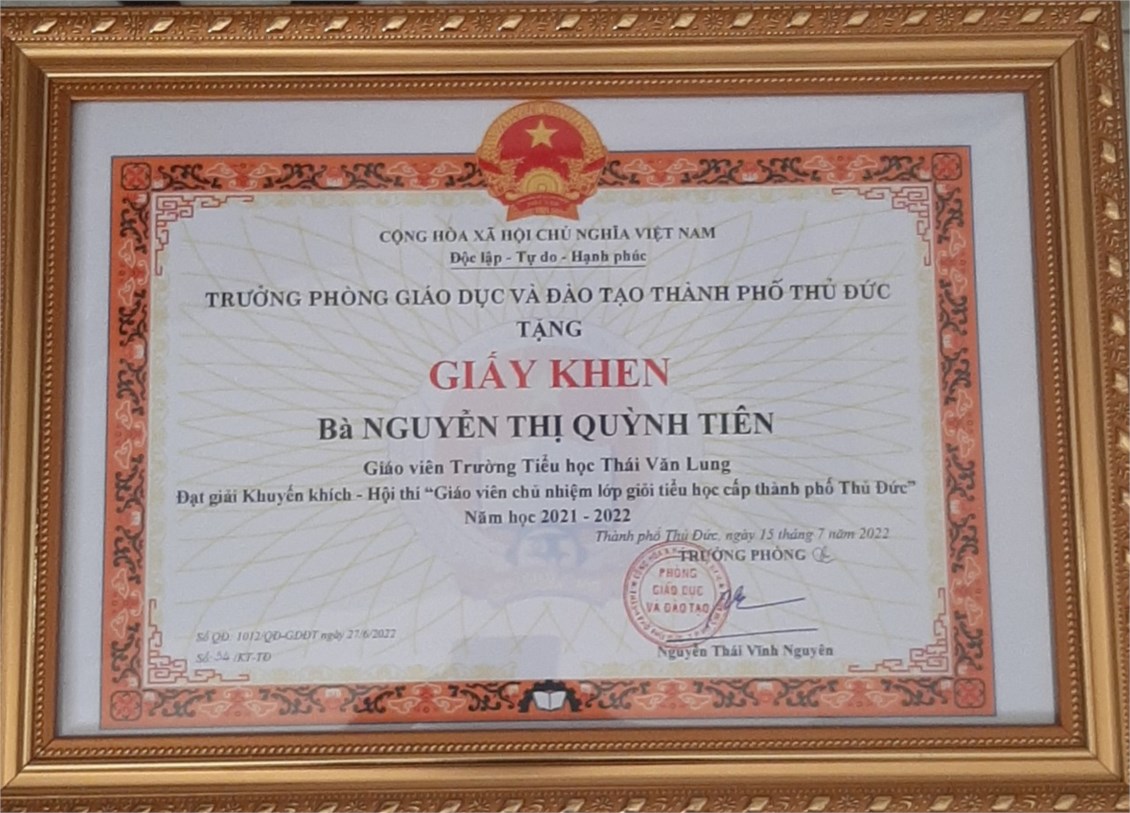 CỘNG HÒA XÃ HỘI CHỦ NGHĨA VIỆT NAM
Độc lập - Tự do - Hạnh phúc
TRƯỞNG PHÒNG GIÁO DỤC VÀ ĐÀO TẠO THÀNH PHỐ THỦ ĐỨC
TẶNG
GIẤY KHEN
Bà NGUYỄN THỊ QUỲNH TIÊN
Giáo viên Trường Tiểu học Thái Văn Lung
Đạt giải Khuyến khích - Hội thi “Giáo viên chủ nhiệm lớp giỏi tiểu học cấp thành phố Thủ Đức”
Năm học 2021 - 2022
Thành phố Thủ Đức, ngày 15 tháng 7 năm 2022
TRƯỞNG PHÒNG
PHÒNG
GIÁO DỤC
VÀ ĐÀO TẠO
Nguyễn Thái Vĩnh Nguyên
Số QĐ: 1012/QĐ-GDĐT ngày 27/6/2022
Số: 52 /KT-TĐ